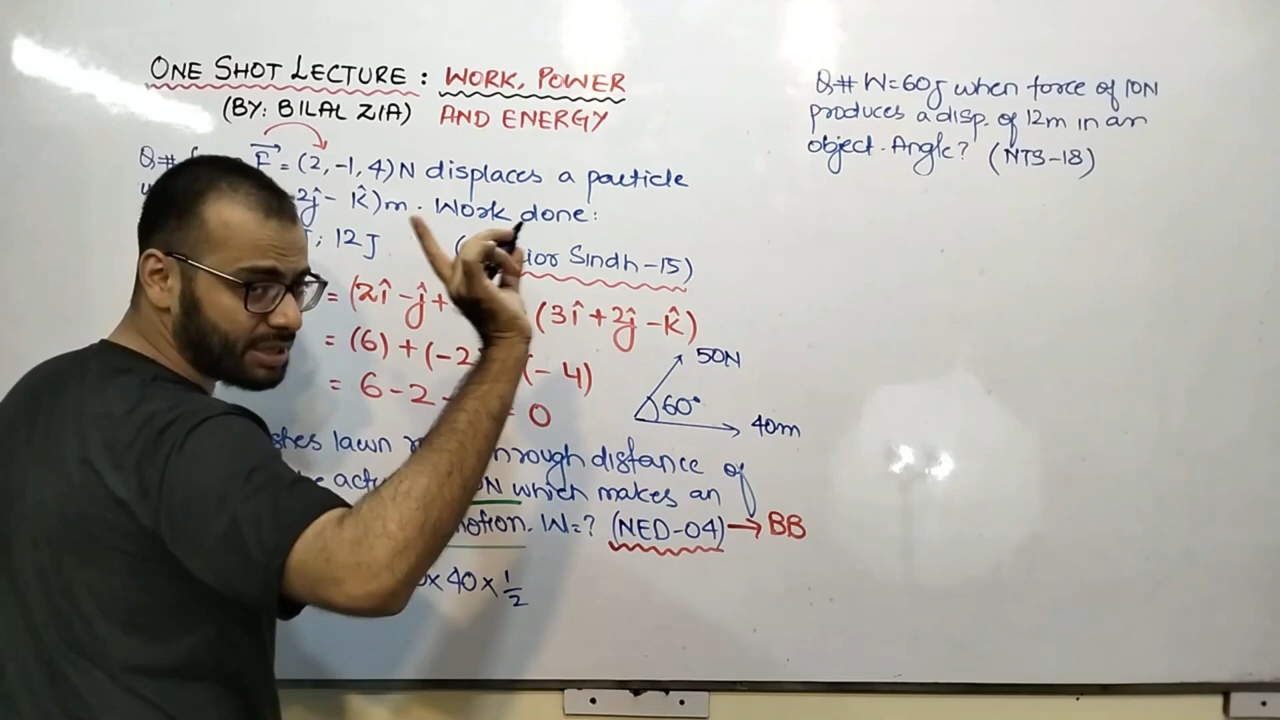 ONE SHOT LECTURE : WORK, POWER
(BY: BILAL ZIA) AND ENERGY
Q# F = (2, -1, 4) N displaces a particle
2ĵ - k̂)m. Work done:
; 12J
Sindh-15)
= (2î - ĵ + (3î + 2ĵ - k̂)
= (6) + (-2 (-4)
= 6 - 2 - = 0
50N
60°
40m
lawn through distance of
N which makes an
motion. W=? (NED-04) → BB
× 40 × 1/2
Q# W=60J when force of 10N
produces a disp. of 12m in an
object. Angle? (NTS-18)